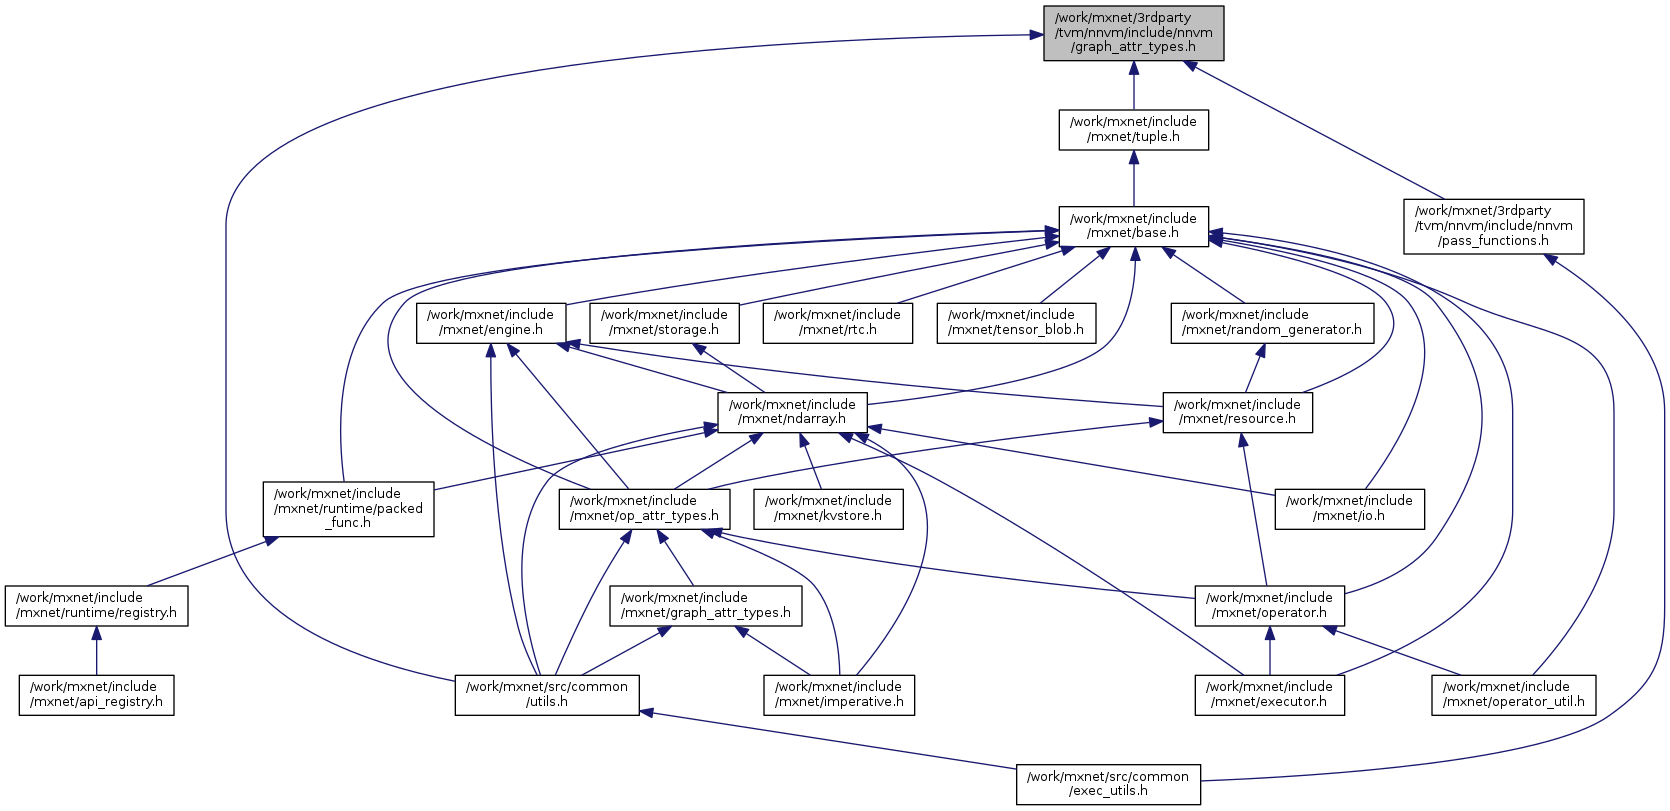 /work/mxnet/3rdparty
/tvm/nnvm/include/nnvm
/graph_attr_types.h
/work/mxnet/include
/mxnet/tuple.h
/work/mxnet/3rdparty
/tvm/nnvm/include/nnvm
/pass_functions.h
/work/mxnet/include
/mxnet/base.h
/work/mxnet/include
/mxnet/engine.h
/work/mxnet/include
/mxnet/storage.h
/work/mxnet/include
/mxnet/rtc.h
/work/mxnet/include
/mxnet/tensor_blob.h
/work/mxnet/include
/mxnet/random_generator.h
/work/mxnet/include
/mxnet/ndarray.h
/work/mxnet/include
/mxnet/resource.h
/work/mxnet/include
/mxnet/runtime/packed
_func.h
/work/mxnet/include
/mxnet/op_attr_types.h
/work/mxnet/include
/mxnet/kvstore.h
/work/mxnet/include
/mxnet/io.h
/work/mxnet/include
/mxnet/runtime/registry.h
/work/mxnet/include
/mxnet/graph_attr_types.h
/work/mxnet/include
/mxnet/operator.h
/work/mxnet/include
/mxnet/api_registry.h
/work/mxnet/src/common
/utils.h
/work/mxnet/include
/mxnet/imperative.h
/work/mxnet/include
/mxnet/executor.h
/work/mxnet/include
/mxnet/operator_util.h
/work/mxnet/src/common
/exec_utils.h